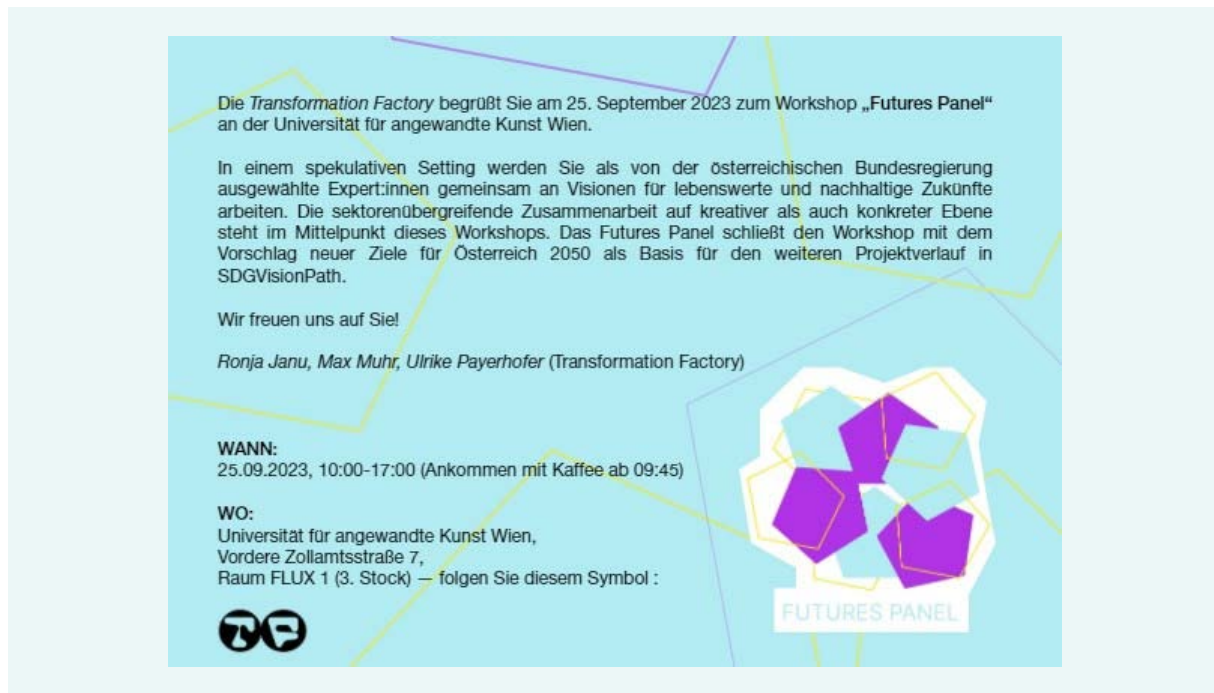 Die Transformation Factory begrüßt Sie am 25. September 2023 zum Workshop „Futures Panel“
an der Universität für angewandte Kunst Wien.
In einem spekulativen Setting werden Sie als von der österreichischen Bundesregierung
ausgewählte Expert:innen gemeinsam an Visionen für lebenswerte und nachhaltige Zukünfte
arbeiten. Die sektorenübergreifende Zusammenarbeit auf kreativer als auch konkreter Ebene
steht im Mittelpunkt dieses Workshops. Das Futures Panel schließt den Workshop mit dem
Vorschlag neuer Ziele für Österreich 2050 als Basis für den weiteren Projektverlauf in
SDGVisionPath.
Wir freuen uns auf Sie!
Ronja Janu, Max Muhr, Ulrike Payerhofer (Transformation Factory)
WANN:
25.09.2023, 10:00-17:00 (Ankommen mit Kaffee ab 09:45)
WO:
Universität für angewandte Kunst Wien,
Vordere Zollamtsstraße 7,
Raum FLUX 1 (3. Stock) — folgen Sie diesem Symbol :
TF
FUTURES PANEL